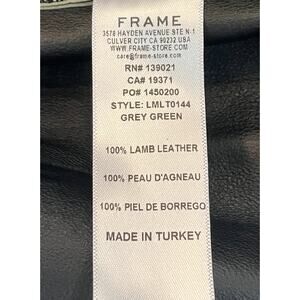 FRAME
3578 HAYDEN AVENUE STE N-1
CULVER CITY CA 90232 USA
WWW.FRAME-STORE.COM
care@frame-store.com
RN# 139021
CA# 19371
PO# 1450200
STYLE: LMLT0144
GREY GREEN
100% LAMB LEATHER
100% PEAU D'AGNEAU
100% PIEL DE BORREGO
MADE IN TURKEY